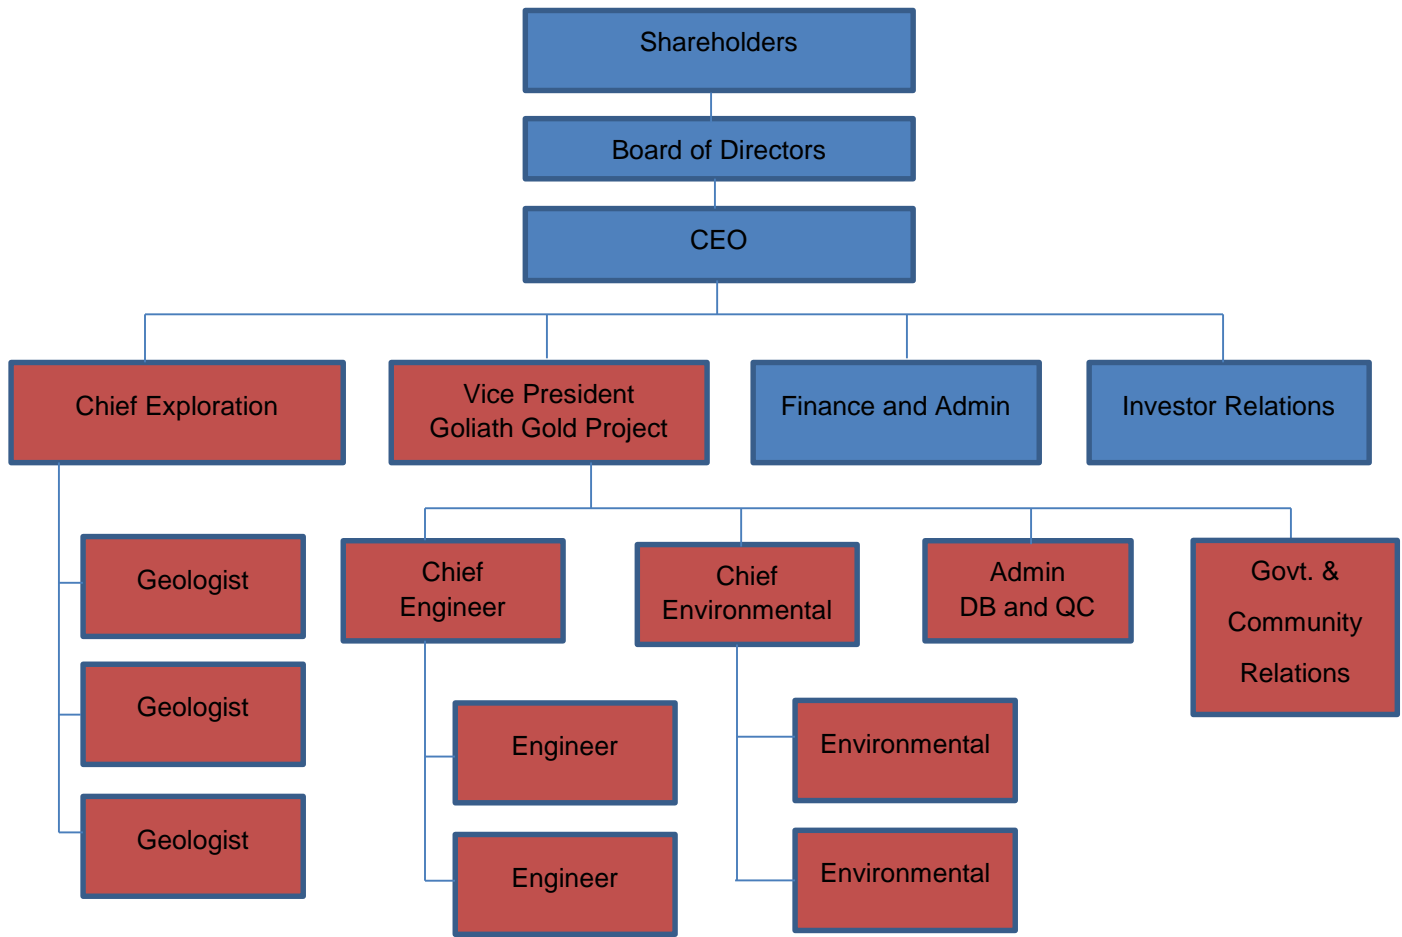 Shareholders
Board of Directors
CEO
Chief Exploration
Vice President
Goliath Gold Project
Finance and Admin
Investor Relations
Geologist
Geologist
Geologist
Chief
Engineer
Engineer
Engineer
Chief
Environmental
Environmental
Environmental
Admin
DB and QC
Govt. &
Community
Relations